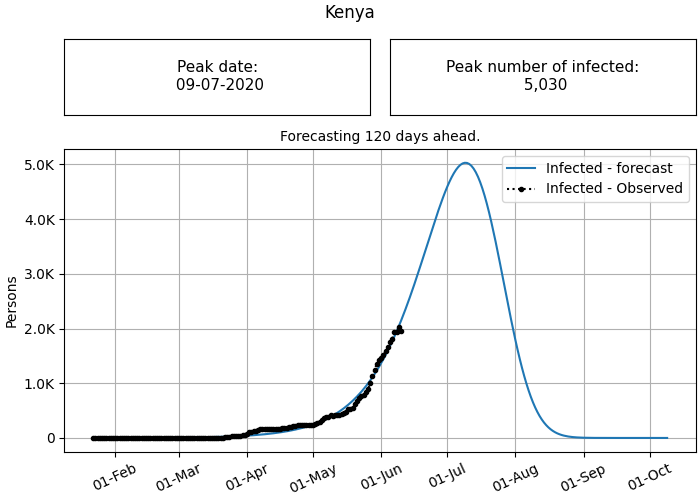 Kenya
Peak date:
09-07-2020
Peak number of infected:
5,030
Forecasting 120 days ahead.
Infected - forecast
Infected - Observed
5.0K
4.0K
3.0K
2.0K
1.0K
0
Persons
01-Feb
01-Mar
01-Apr
01-May
01-Jun
01-Jul
01-Aug
01-Sep
01-Oct